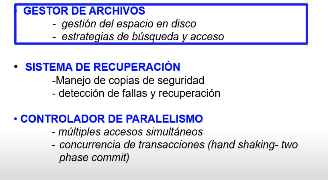 GESTOR DE ARCHIVOS
- gestión del espacio en disco
- estrategias de búsqueda y acceso
• SISTEMA DE RECUPERACIÓN
-Manejo de copias de seguridad
- detección de fallas y recuperación
• CONTROLADOR DE PARALELISMO
- múltiples accesos simultáneos
- concurrencia de transacciones (hand shaking- two
phase commit)